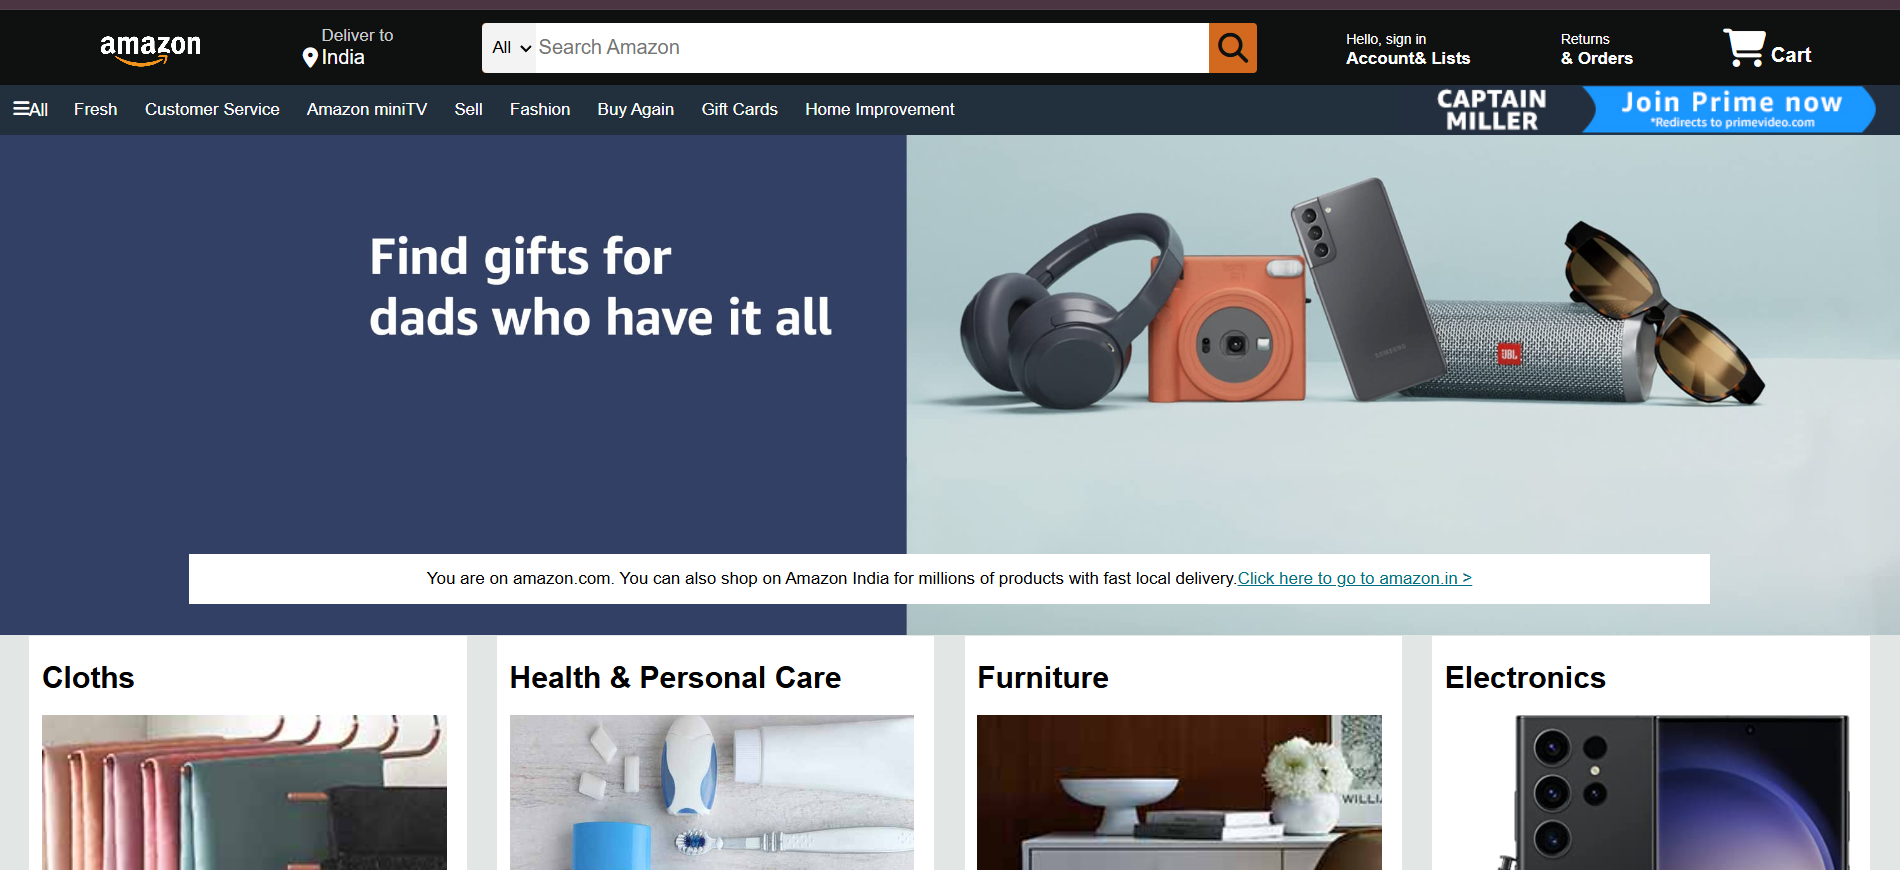 amazon
Deliver to
India
All
Search Amazon
Hello, sign in
Account& Lists
Returns
& Orders
Cart
All
Fresh
Customer Service
Amazon miniTV
Sell
Fashion
Buy Again
Gift Cards
Home Improvement
CAPTAIN
MILLER
Join Prime now
*Redirects to primevideo.com
Find gifts for
dads who have it all
SAMSUNG
JBL
You are on amazon.com. You can also shop on Amazon India for millions of products with fast local delivery.Click here to go to amazon.in >
Cloths
Health & Personal Care
Furniture
Electronics